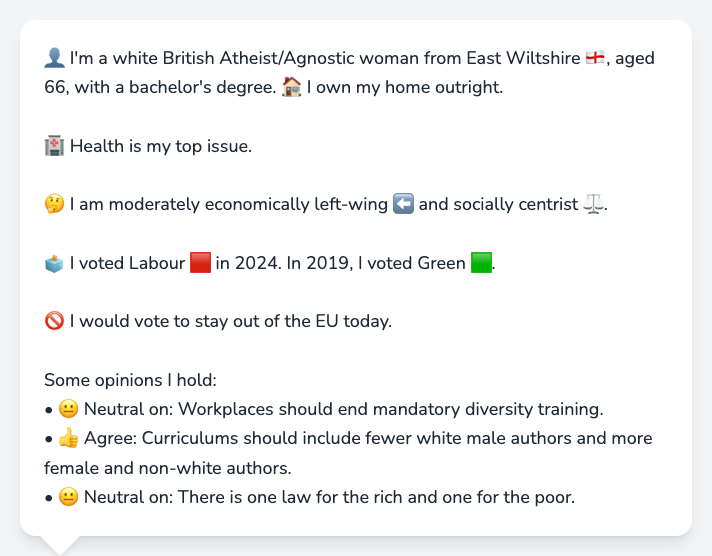 👤 I'm a white British Atheist/Agnostic woman from East Wiltshire 🏴󠁧󠁢󠁥󠁮󠁧󠁿, aged
66, with a bachelor's degree. 🏠 I own my home outright.
🏥 Health is my top issue.
🤔 I am moderately economically left-wing ⬅️ and socially centrist ⚖️.
🗳️ I voted Labour 🟥 in 2024. In 2019, I voted Green 🟩.
🚫 I would vote to stay out of the EU today.
Some opinions I hold:
• 😐 Neutral on: Workplaces should end mandatory diversity training.
• 👍 Agree: Curriculums should include fewer white male authors and more
female and non-white authors.
• 😐 Neutral on: There is one law for the rich and one for the poor.